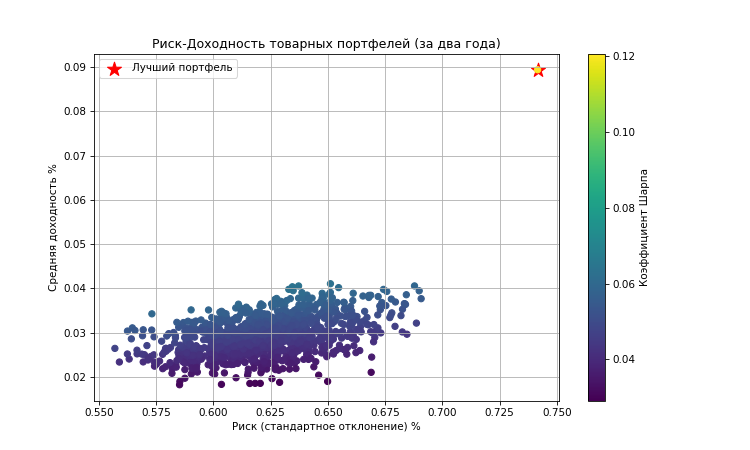 Риск-Доходность товарных портфелей (за два года)
Лучший портфель
Средняя доходность %
0.09
0.08
0.07
0.06
0.05
0.04
0.03
0.02
0.550 0.575 0.600 0.625 0.650 0.675 0.700 0.725 0.750
Риск (стандартное отклонение) %
0.12
0.10
0.08
0.06
0.04
Коэффициент Шарпа